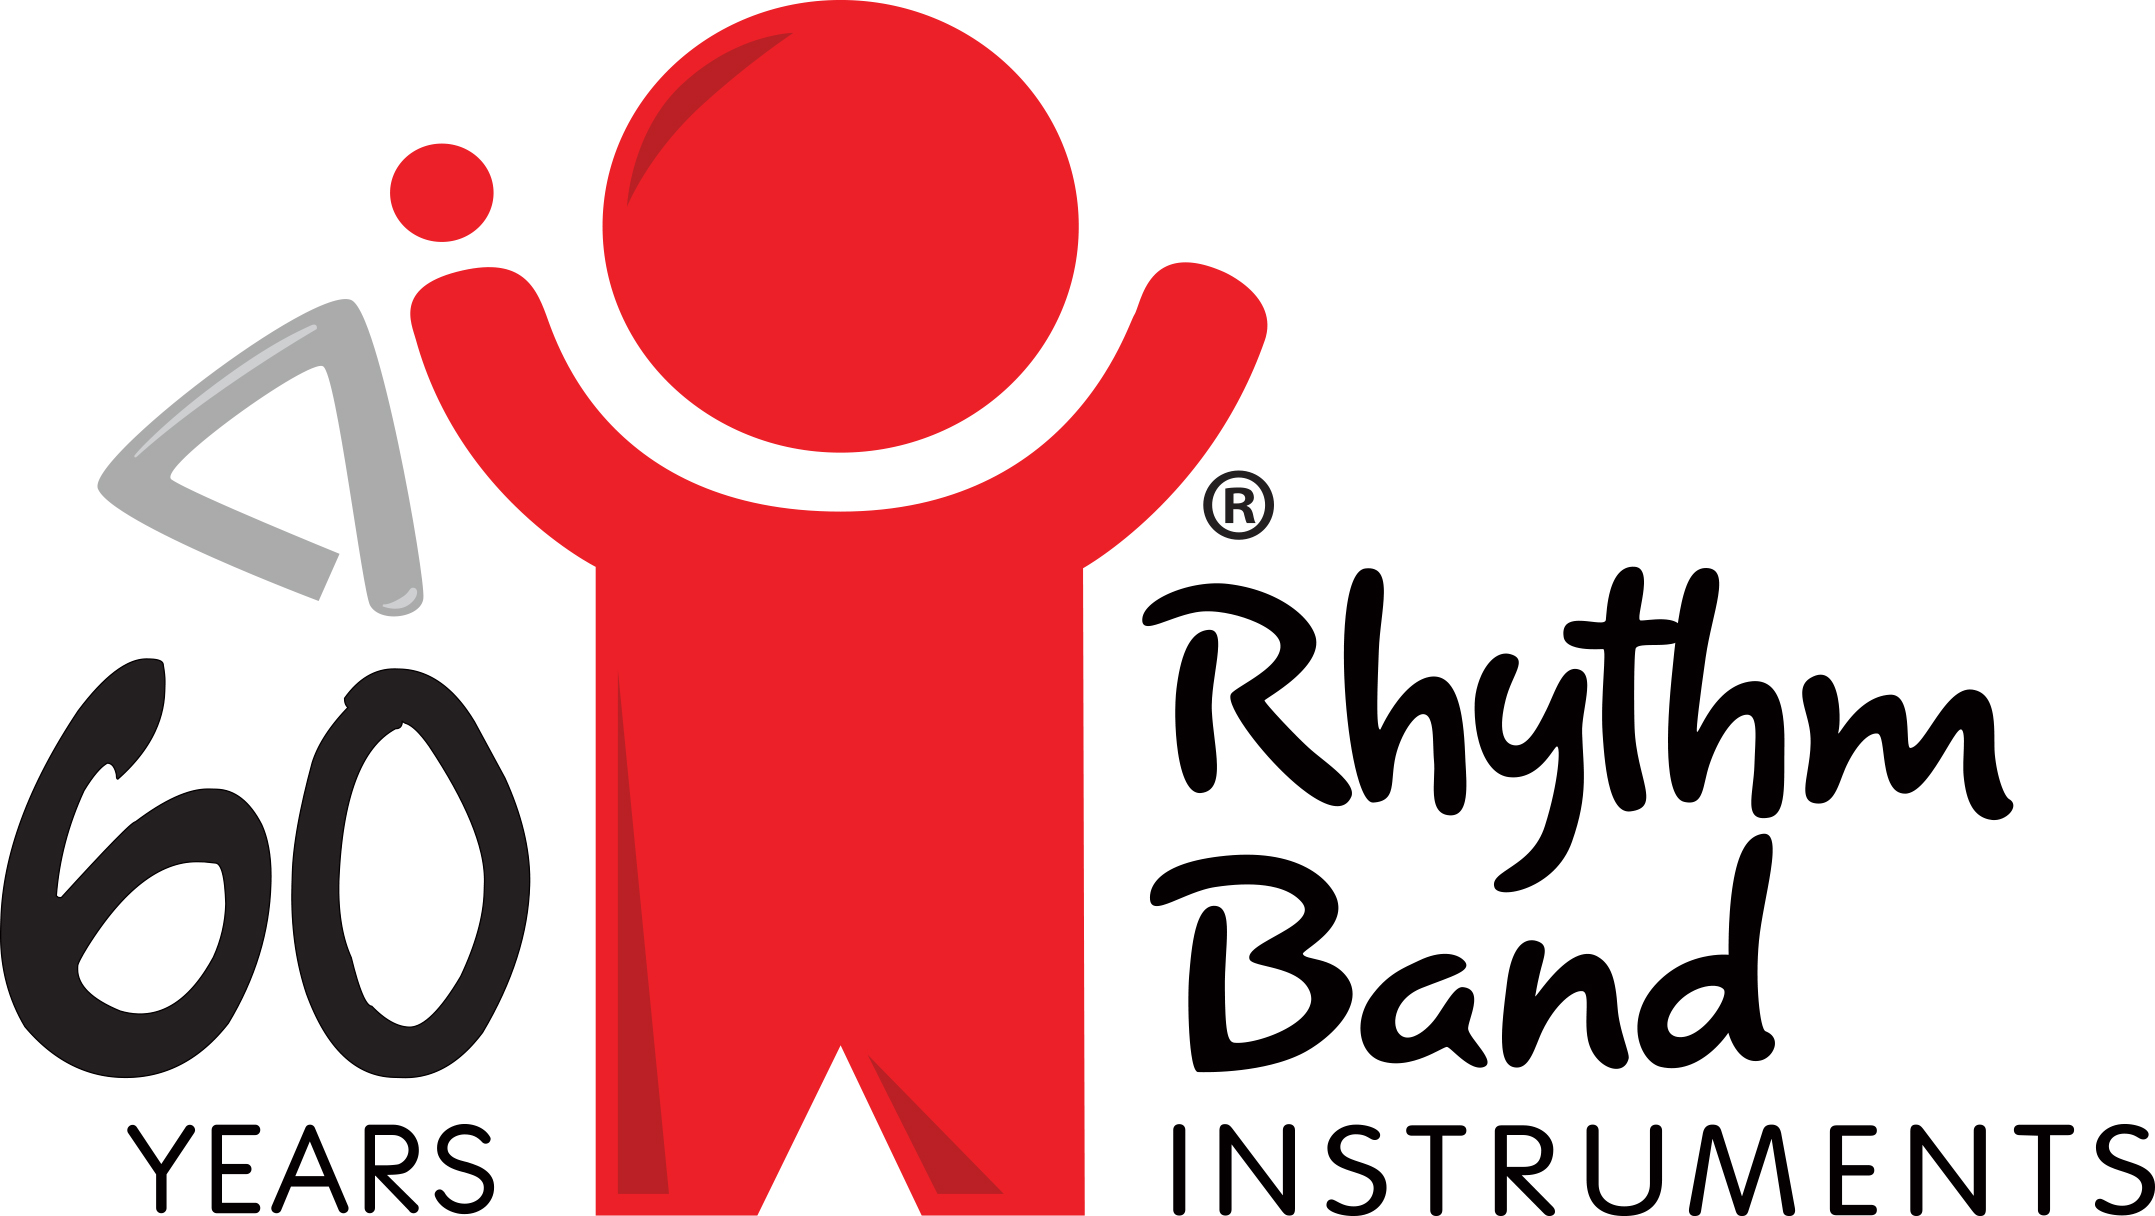 60
YEARS
®
Rhythm
Band
INSTRUMENTS